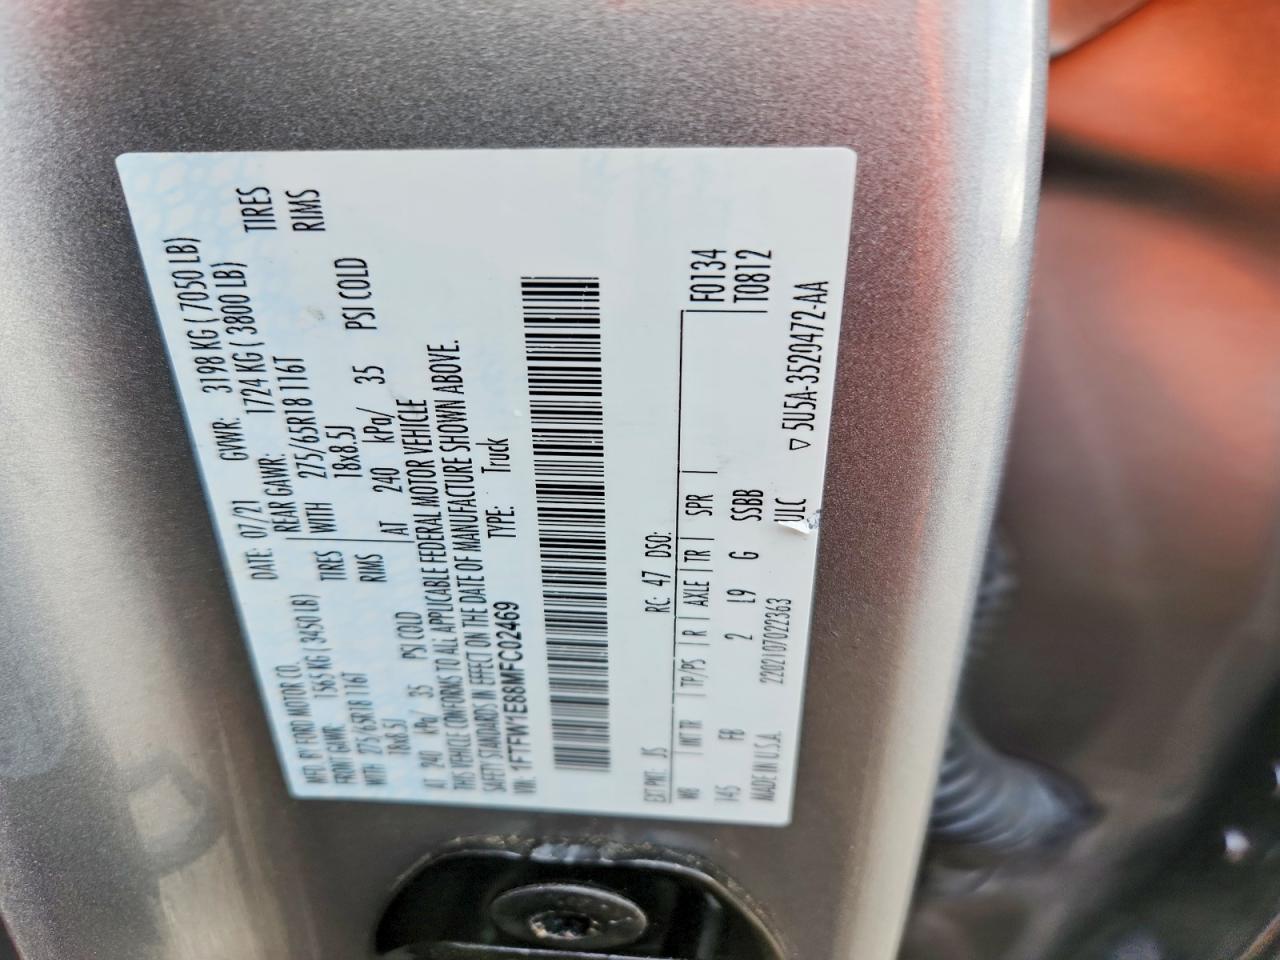 MFD. BY FORD MOTOR CO. DATE: 07/21 GVWR: 3198 KG ( 7050 LB)
FRONT GAWR: 1565 KG ( 3450 LB) REAR GAWR: 1724 KG ( 3800 LB)
WITH 275/65R18 116T TIRES WITH 275/65R18 116T TIRES
18x8.5J RIMS 18x8.5J RIMS
AT 240 kPa/ 35 PSI COLD AT 240 kPa/ 35 PSI COLD
THIS VEHICLE CONFORMS TO ALL APPLICABLE FEDERAL MOTOR VEHICLE
SAFETY STANDARDS IN EFFECT ON THE DATE OF MANUFACTURE SHOWN ABOVE.
VIN: 1FTFW1E88MFC02469 TYPE: Truck
EXT PNT: JS RC: 47 DSO:
WB INT TR TP/PS R AXLE TR SPR F0134
145 FB 2 L9 G SSBB T0812
MADE IN U.S.A. 220210702 2363 ULC
▽ 5U5A-3520472-AA